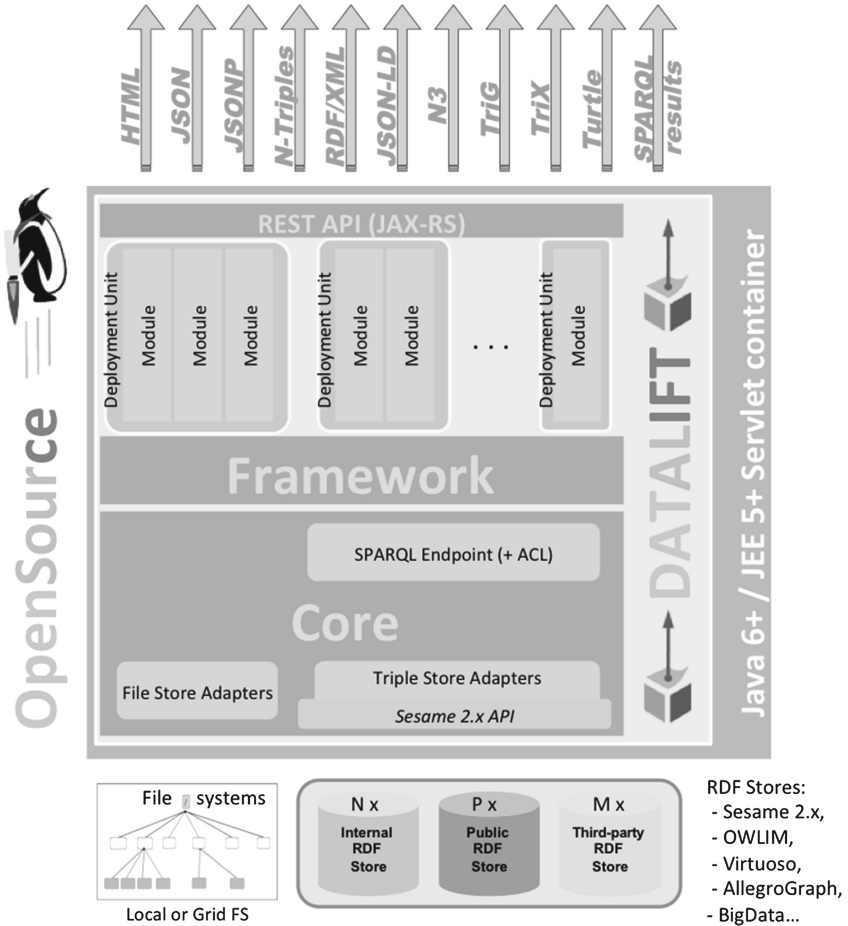 HTML
JSON
JSONP
N-Triples
RDF/XML
JSON-LD
N3
TriG
TriX
Turtle
SPARQL
results
OpenSource
REST API (JAX-RS)
Deployment Unit
Module
Module
Module
Deployment Unit
Module
Module
. . .
Deployment Unit
Module
Framework
SPARQL Endpoint (+ ACL)
Core
File Store Adapters
Triple Store Adapters
Sesame 2.x API
DATALIFT
Java 6+ / JEE 5+ Servlet container
File / systems
Local or Grid FS
N x
Internal
RDF
Store
P x
Public
RDF
Store
M x
Third-party
RDF
Store
RDF Stores:
- Sesame 2.x,
- OWLIM,
- Virtuoso,
- AllegroGraph,
- BigData...